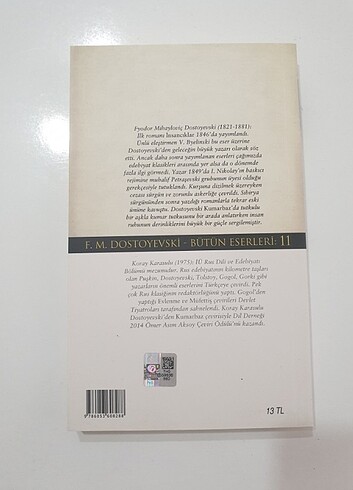 Fyodor Mihayloviç Dostoyevski (1821-1881):
İlk romanı İnsancıklar 1846'da yayımlandı.
Ünlü eleştirmen V. Byelinski bu eser üzerine
Dostoyevski'den geleceğin büyük yazarı olarak söz
etti. Ancak daha sonra yayımlanan eserleri çağımızda
edebiyat klasikleri arasında yer alsa da o dönemde
fazla ilgi görmedi. Yazar 1849'da I. Nikolay'ın baskıcı
rejimine muhalif Petraşevski grubunun üyesi olduğu
gerekçesiyle tutuklandı. Kurşuna dizilmek üzereyken
cezası sürgün ve zorunlu askerliğe çevrildi. Sibirya
sürgününden sonra yazdığı romanlarla tekrar eski
ününe kavuştu. Dostoyevski Kumarbaz'da tutkulu
bir aşkla kumar tutkusunu bir arada anlatırken insan
ruhunun derinliklerini büyük bir güçle sergilemiştir.
F. M. DOSTOYEVSKİ - BÜTÜN ESERLERİ: 11
Koray Karasulu (1975): İÜ Rus Dili ve Edebiyatı
Bölümü mezunudur. Rus edebiyatının kilometre taşları
olan Puşkin, Dostoyevski, Tolstoy, Gogol, Gorki gibi
yazarların önemli eserlerini Türkçeye çevirdi. Pek
çok Rus klasiğinin redaktörlüğünü yaptı. Gogol'den
yaptığı Evlenme ve Müfettiş çevirileri Devlet
Tiyatroları tarafından sahnelendi. Koray Karasulu
Dostoyevski'den Kumarbaz çevirisiyle Dil Derneği
2014 Ömer Asım Aksoy Çeviri Ödülü'nü kazandı.
13 TL